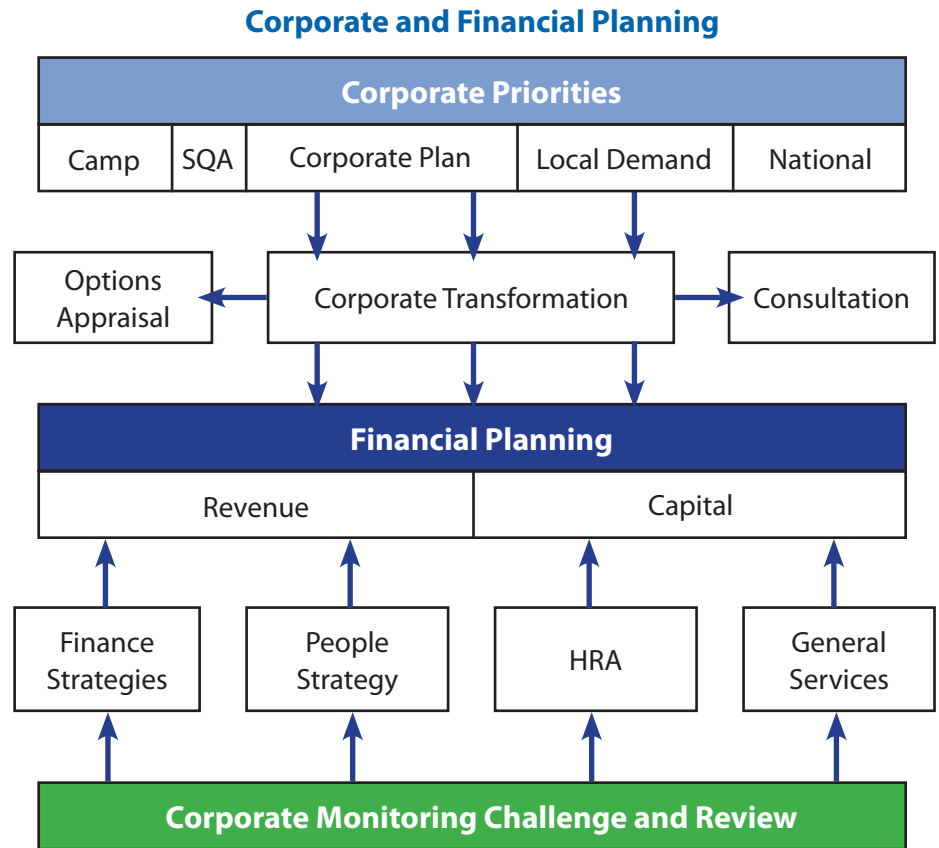 Corporate and Financial Planning
Corporate Priorities
Camp
SQA
Corporate Plan
Local Demand
National
Options
Appraisal
Corporate Transformation
Consultation
Financial Planning
Revenue
Capital
Finance
Strategies
People
Strategy
HRA
General
Services
Corporate Monitoring Challenge and Review